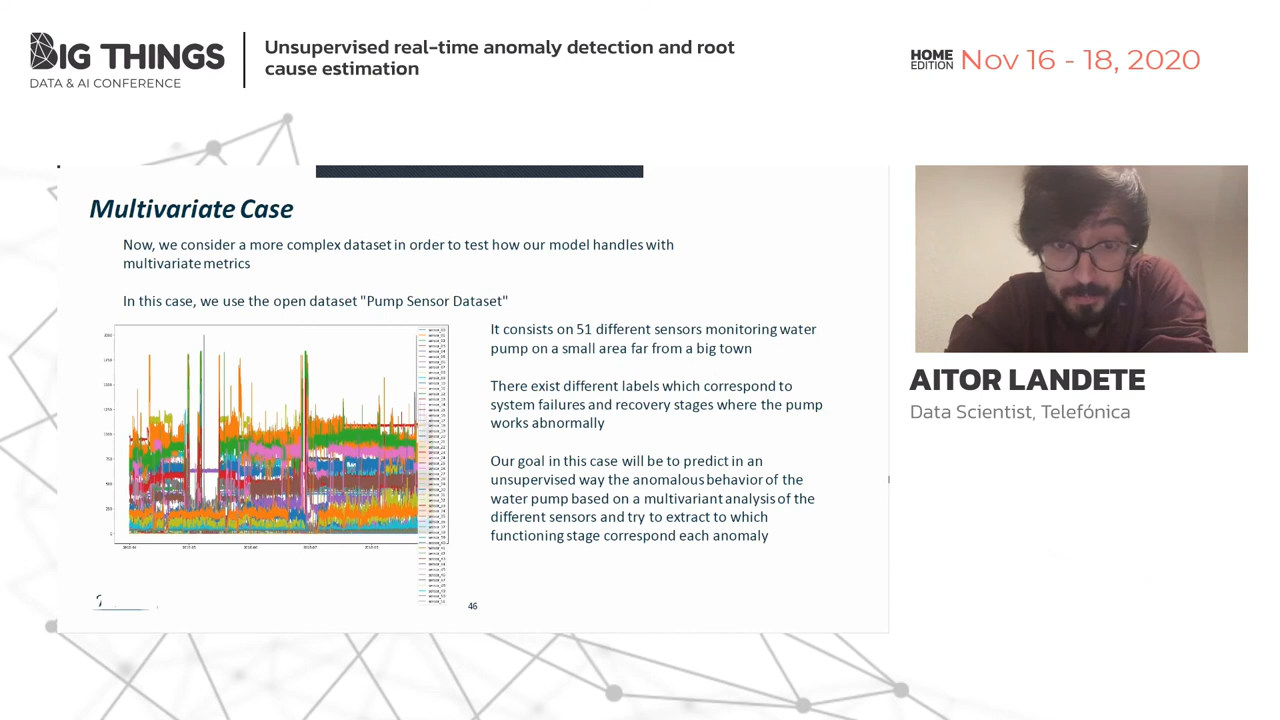 BIG THINGS
DATA & AI CONFERENCE
Unsupervised real-time anomaly detection and root
cause estimation
HOME
EDITION
Nov 16 - 18, 2020
Multivariate Case
Now, we consider a more complex dataset in order to test how our model handles with
multivariate metrics
In this case, we use the open dataset "Pump Sensor Dataset"
It consists on 51 different sensors monitoring water
pump on a small area far from a big town
There exist different labels which correspond to
system failures and recovery stages where the pump
works abnormally
Our goal in this case will be to predict in an
unsupervised way the anomalous behavior of the
water pump based on a multivariant analysis of the
different sensors and try to extract to which
functioning stage correspond each anomaly
46
AITOR LANDETE
Data Scientist, Telefónica